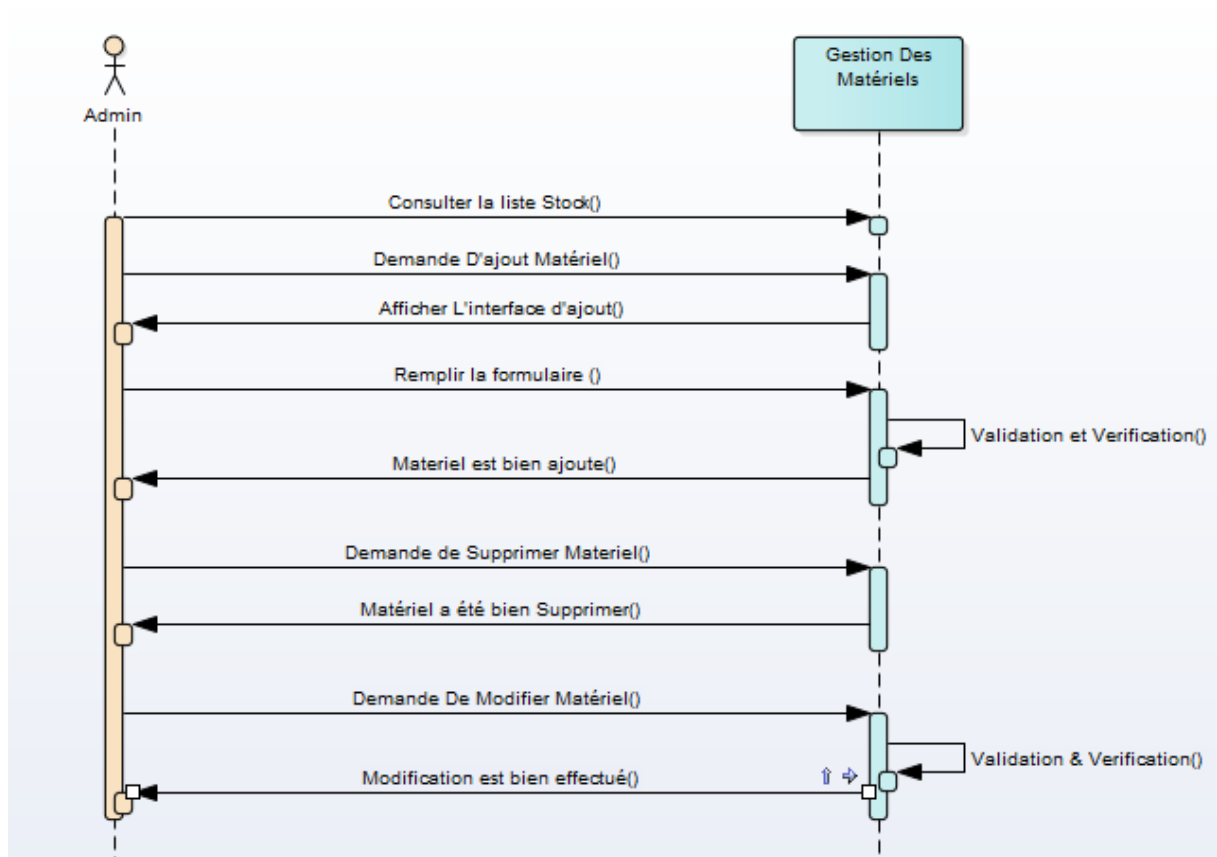 Gestion Des
Matériels
Admin
Consulter la liste Stock()
Demande D'ajout Matériel()
Afficher L'interface d'ajout()
Remplir la formulaire ()
Validation et Verification()
Materiel est bien ajoute()
Demande de Supprimer Materiel()
Matériel a été bien Supprimer()
Demande De Modifier Matériel()
Validation & Verification()
Modification est bien effectué()